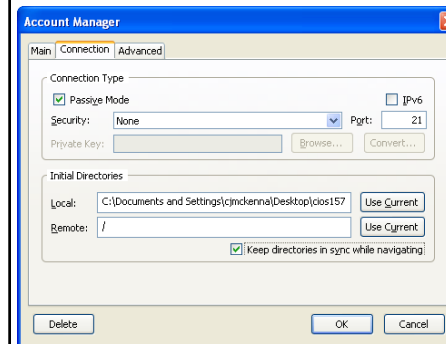 Account Manager
Main Connection Advanced
Connection Type
Passive Mode IPv6
Security: None Port: 21
Private Key: Browse... Convert...
Initial Directories
Local: C:\Documents and Settings\cjmckenna\Desktop\cios157 Use Current
Remote: / Use Current
Keep directories in sync while navigating
Delete OK Cancel